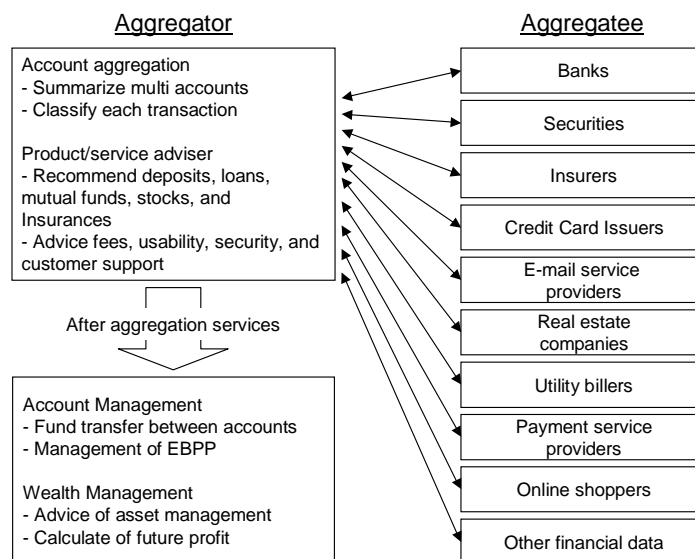 Aggregator
Account aggregation
- Summarize multi accounts
- Classify each transaction
Product/service adviser
- Recommend deposits, loans,
mutual funds, stocks, and
Insurances
- Advice fees, usability, security, and
customer support
After aggregation services
Account Management
- Fund transfer between accounts
- Management of EBPP
Wealth Management
- Advice of asset management
- Calculate of future profit
Aggregatee
Banks
Securities
Insurers
Credit Card Issuers
E-mail service
providers
Real estate
companies
Utility billers
Payment service
providers
Online shoppers
Other financial data